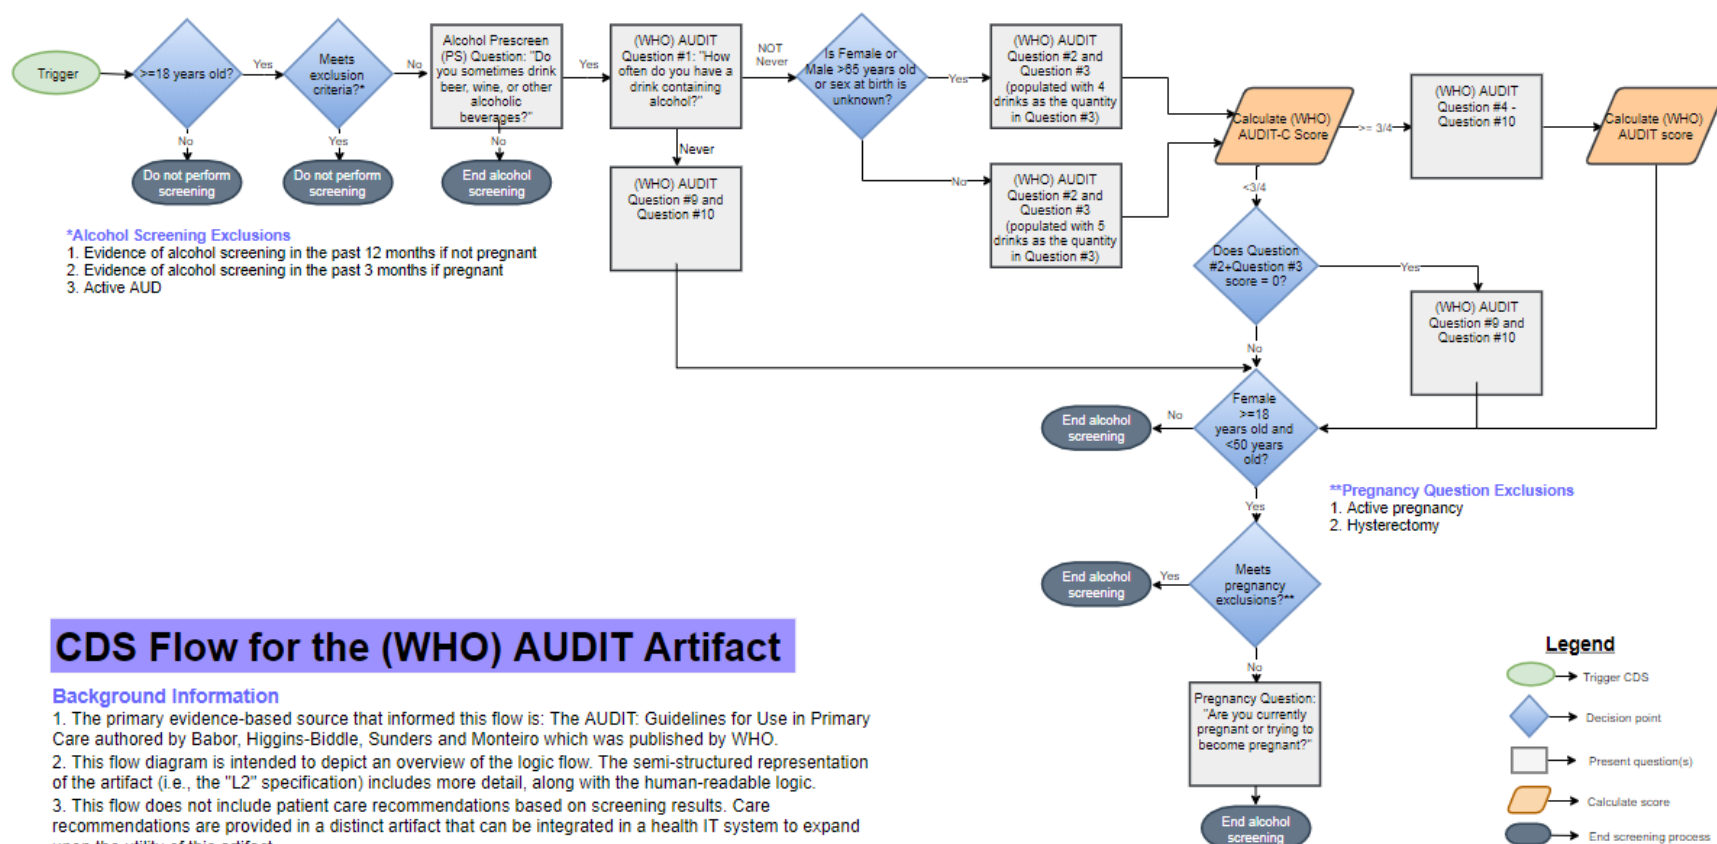 Trigger
>=18 years old?
Yes
No
Do not perform
screening
Meets
exclusion
criteria?*
No
Yes
Do not perform
screening
Alcohol Prescreen
(PS) Question: "Do
you sometimes drink
beer, wine, or other
alcoholic
beverages?"
Yes
No
End alcohol
screening
(WHO) AUDIT
Question #1: "How
often do you have a
drink containing
alcohol?"
NOT
Never
Never
(WHO) AUDIT
Question #9 and
Question #10
Is Female or
Male >65 years old
or sex at birth is
unknown?
Yes
No
(WHO) AUDIT
Question #2 and
Question #3
(populated with 4
drinks as the quantity
in Question #3)
(WHO) AUDIT
Question #2 and
Question #3
(populated with 5
drinks as the quantity
in Question #3)
Calculate (WHO)
AUDIT-C Score
>= 3/4
<3/4
(WHO) AUDIT
Question #4 -
Question #10
Calculate (WHO)
AUDIT score
Does Question
#2+Question #3
score = 0?
Yes
No
(WHO) AUDIT
Question #9 and
Question #10
Female
>=18
years old and
<50 years
old?
No
End alcohol
screening
Yes
Meets
pregnancy
exclusions?**
Yes
End alcohol
screening
No
Pregnancy Question:
"Are you currently
pregnant or trying to
become pregnant?"
End alcohol
screening
*Alcohol Screening Exclusions
1. Evidence of alcohol screening in the past 12 months if not pregnant
2. Evidence of alcohol screening in the past 3 months if pregnant
3. Active AUD
**Pregnancy Question Exclusions
1. Active pregnancy
2. Hysterectomy
CDS Flow for the (WHO) AUDIT Artifact
Background Information
1. The primary evidence-based source that informed this flow is: The AUDIT: Guidelines for Use in Primary
Care authored by Babor, Higgins-Biddle, Sunders and Monteiro which was published by WHO.
2. This flow diagram is intended to depict an overview of the logic flow. The semi-structured representation
of the artifact (i.e., the "L2" specification) includes more detail, along with the human-readable logic.
3. This flow does not include patient care recommendations based on screening results. Care
recommendations are provided in a distinct artifact that can be integrated in a health IT system to expand
upon the utility of this artifact.
Legend
Trigger CDS
Decision point
Present question(s)
Calculate score
End screening process